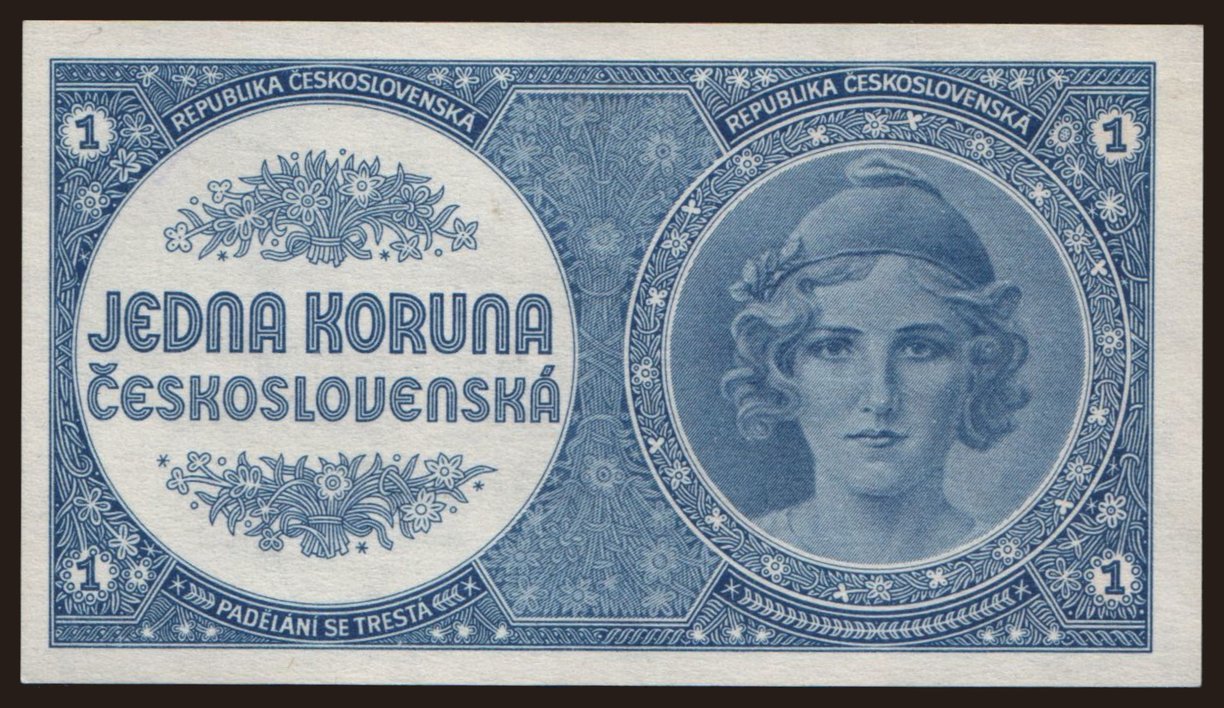 REPUBLIKA ČESKOSLOVENSKÁ
REPUBLIKA ČESKOSLOVENSKÁ
1
1
JEDNA KORUNA
ČESKOSLOVENSKÁ
1
1
PADĚLÁNÍ SE TRESTÁ